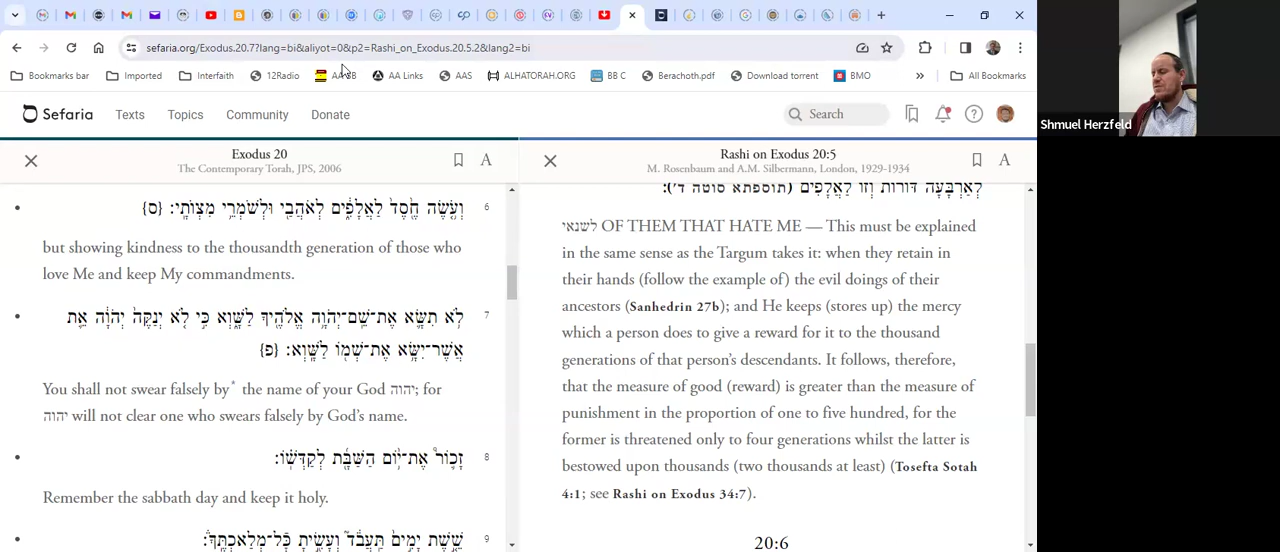 sefaria.org/Exodus.20.7?lang=bi&aliyot=0&p2=Rashi_on_Exodus.20.5.2&lang2=bi
Bookmarks bar Imported Interfaith 12Radio AA Links AAS ALHATORAH.ORG BB C Berachoth.pdf Download torrent BMO » All Bookmarks
Sefaria Texts Topics Community Donate Search
Exodus 20
The Contemporary Torah, JPS, 2006
6 וְעֹ֥שֶׂה חֶ֖סֶד לַאֲלָפִ֑ים לְאֹהֲבַ֖י וּלְשֹׁמְרֵ֥י מִצְוֺתָֽי׃ {ס}
but showing kindness to the thousandth generation of those who
love Me and keep My commandments.
7 לֹ֥א תִשָּׂ֛א אֶת־שֵֽׁם־יְהֹוָ֥ה אֱלֹהֶ֖יךָ לַשָּׁ֑וְא כִּ֣י לֹ֤א יְנַקֶּה֙ יְהֹוָ֔ה אֵ֛ת
אֲשֶׁר־יִשָּׂ֥א אֶת־שְׁמ֖וֹ לַשָּֽׁוְא׃ {פ}
You shall not swear falsely by* the name of your God יהוה; for
יהוה will not clear one who swears falsely by God's name.
8 זָכ֛וֹר֩ אֶת־י֥וֹם הַשַּׁבָּ֖ת לְקַדְּשֽׁ֗וֹ׃
Remember the sabbath day and keep it holy.
9 שֵׁ֤שֶׁת יָמִים֙ תַּֽעֲבֹ֔ד֮ וְעָשִׂ֖יתָ כׇּֿל־מְלַאכְתֶּֽךָ֒׃
Rashi on Exodus 20:5
M. Rosenbaum and A.M. Silbermann, London, 1929-1934
לְאַרְבָּעָה דוֹרוֹת וְזוֹ לַאֲלָפִים (תוספתא סוטה ד׳):
לשנאי OF THEM THAT HATE ME — This must be explained
in the same sense as the Targum takes it: when they retain in
their hands (follow the example of) the evil doings of their
ancestors (Sanhedrin 27b); and He keeps (stores up) the mercy
which a person does to give a reward for it to the thousand
generations of that person's descendants. It follows, therefore,
that the measure of good (reward) is greater than the measure of
punishment in the proportion of one to five hundred, for the
former is threatened only to four generations whilst the latter is
bestowed upon thousands (two thousands at least) (Tosefta Sotah
4:1; see Rashi on Exodus 34:7).
20:6
Shmuel Herzfeld